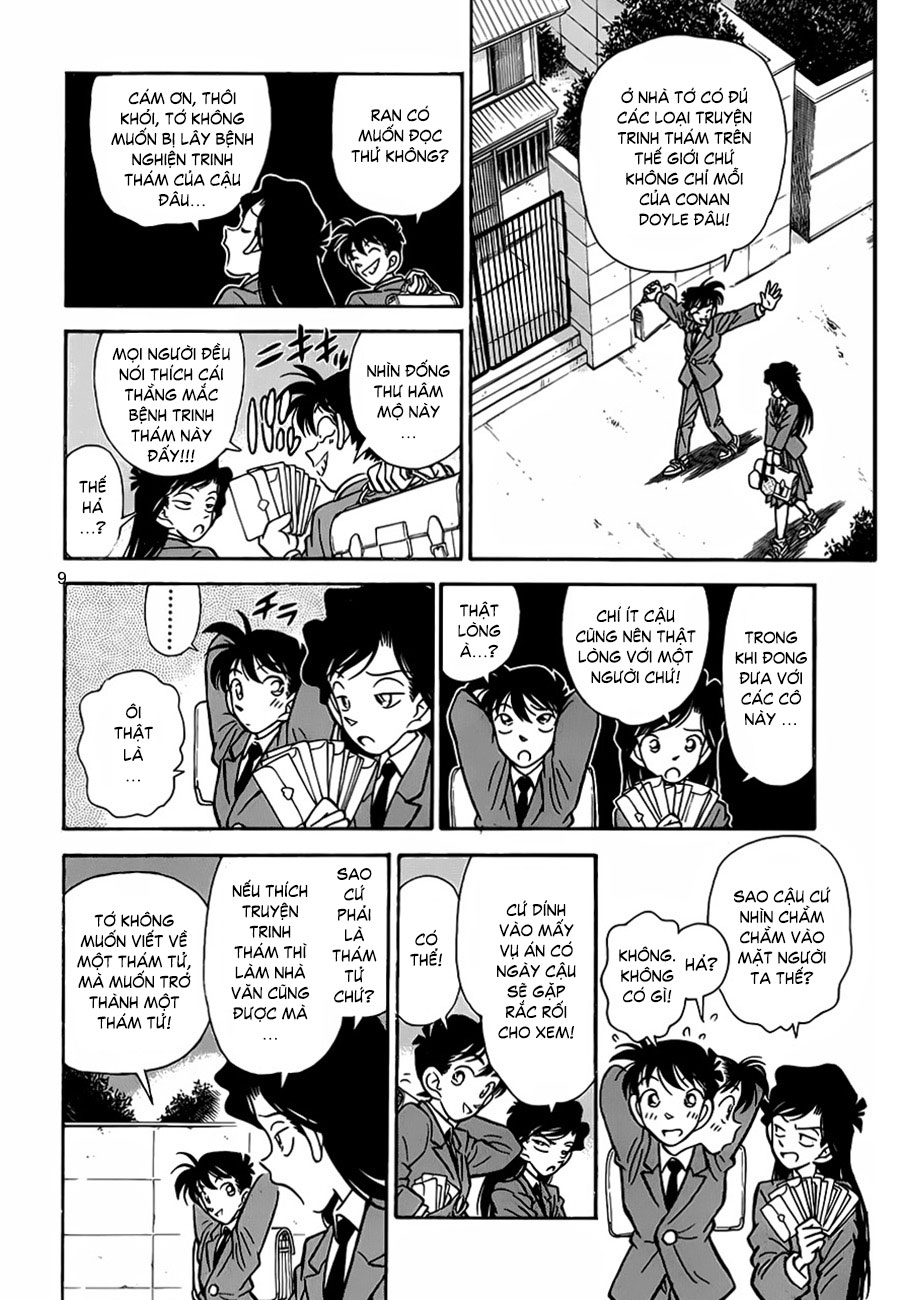 Ở NHÀ TỚ CÓ ĐỦ
CÁC LOẠI TRUYỆN
TRINH THÁM TRÊN
THẾ GIỚI CHỨ
KHÔNG CHỈ MỖI
CỦA CONAN
DOYLE ĐÂU!
RAN CÓ
MUỐN ĐỌC
THỬ KHÔNG?
CÁM ƠN, THÔI
KHỎI, TỚ KHÔNG
MUỐN BỊ LÂY BỆNH
NGHIỆN TRINH
THÁM CỦA CẬU
ĐÂU...
NHÌN ĐỐNG
THƯ HÂM
MỘ NÀY
...
MỌI NGƯỜI ĐỀU
NÓI THÍCH CÁI
THẰNG MẮC
BỆNH TRINH
THÁM NÀY
ĐẤY!!!
THẾ
HẢ
...?
9
TRONG
KHI ĐONG
ĐƯA VỚI
CÁC CÔ
NÀY ...
CHÍ ÍT CẬU
CŨNG NÊN THẬT
LÒNG VỚI MỘT
NGƯỜI CHỨ!
THẬT
LÒNG
À...?
.......
ÔI
THẬT
LÀ
...
SAO CẬU CỨ
NHÌN CHẰM
CHẰM VÀO
MẶT NGƯỜI
TA THẾ?
HẢ?
KHÔNG.
KHÔNG
CÓ GÌ!
CỨ DÍNH
VÀO MẤY
VỤ ÁN CÓ
NGÀY CẬU
SẼ GẶP
RẮC RỐI
CHO XEM!
CÓ
THỂ!
SAO
CỨ
PHẢI
LÀ
THÁM
TỬ
CHỨ?
NẾU THÍCH
TRUYỆN
TRINH
THÁM THÌ
LÀM NHÀ
VĂN CŨNG
ĐƯỢC MÀ
...
TỚ KHÔNG
MUỐN VIẾT VỀ
MỘT THÁM TỬ,
MÀ MUỐN TRỞ
THÀNH MỘT
THÁM TỬ!